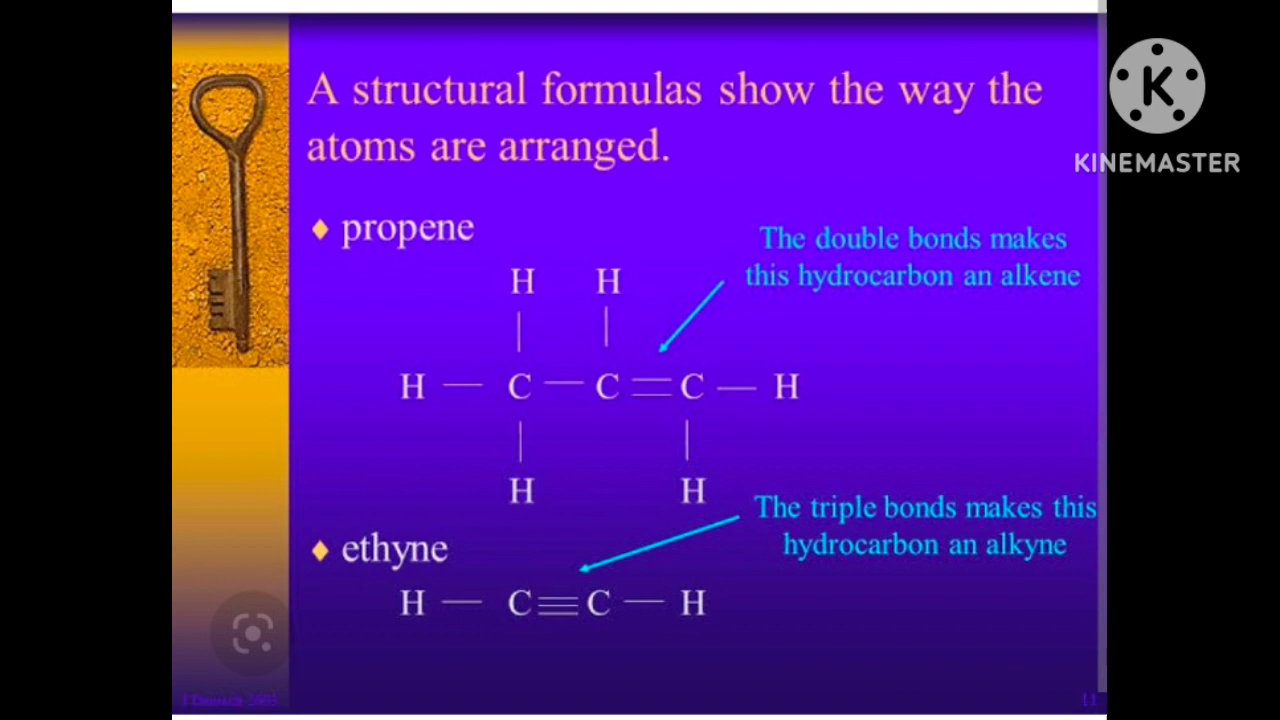 A structural formulas show the way the
atoms are arranged.
KINEMASTER
♦ propene
The double bonds makes
this hydrocarbon an alkene
H H
H — C — C = C — H
H H
The triple bonds makes this
hydrocarbon an alkyne
♦ ethyne
H — C ≡ C — H
11